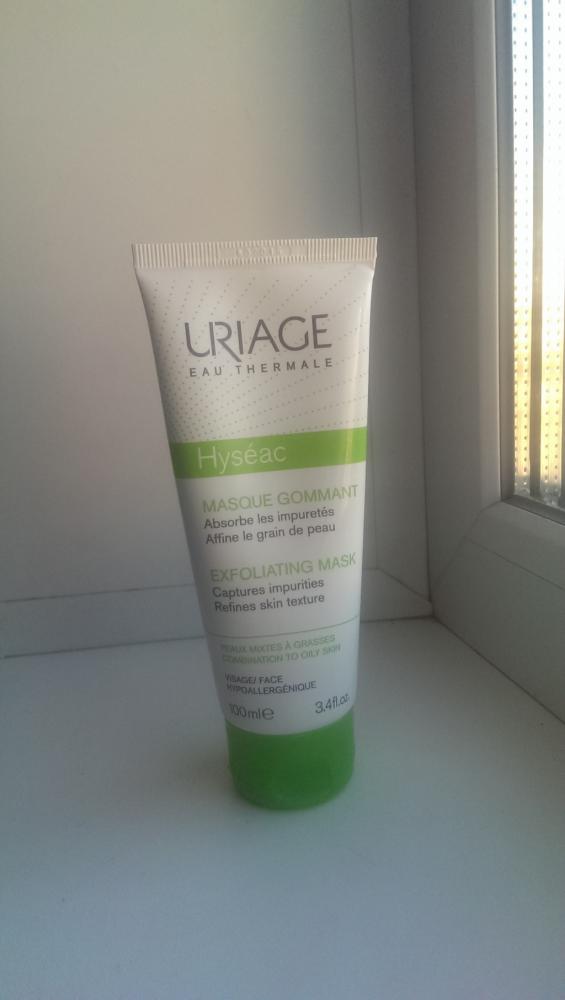 URIAGE
EAU THERMALE
Hyséac
MASQUE GOMMANT
Absorbe les impuretés
Affine le grain de peau
EXFOLIATING MASK
Captures impurities
Refines skin texture
PEAUX MIXTES À GRASSES
COMBINATION TO OILY SKIN
VISAGE/ FACE
HYPOALLERGÉNIQUE
100ml℮ 3.4fl.oz.